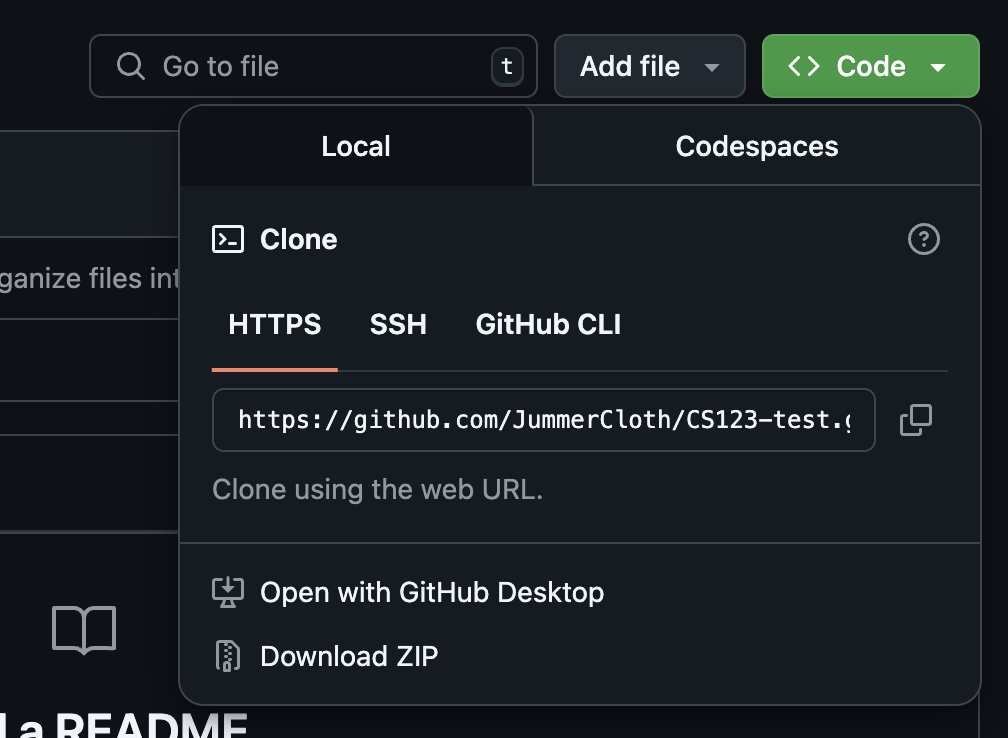 Go to file
t
Add file
Code
Local
Codespaces
Clone
HTTPS
SSH
GitHub CLI
https://github.com/JummerCloth/CS123-test.g
Clone using the web URL.
Open with GitHub Desktop
Download ZIP
ganize files int
a README